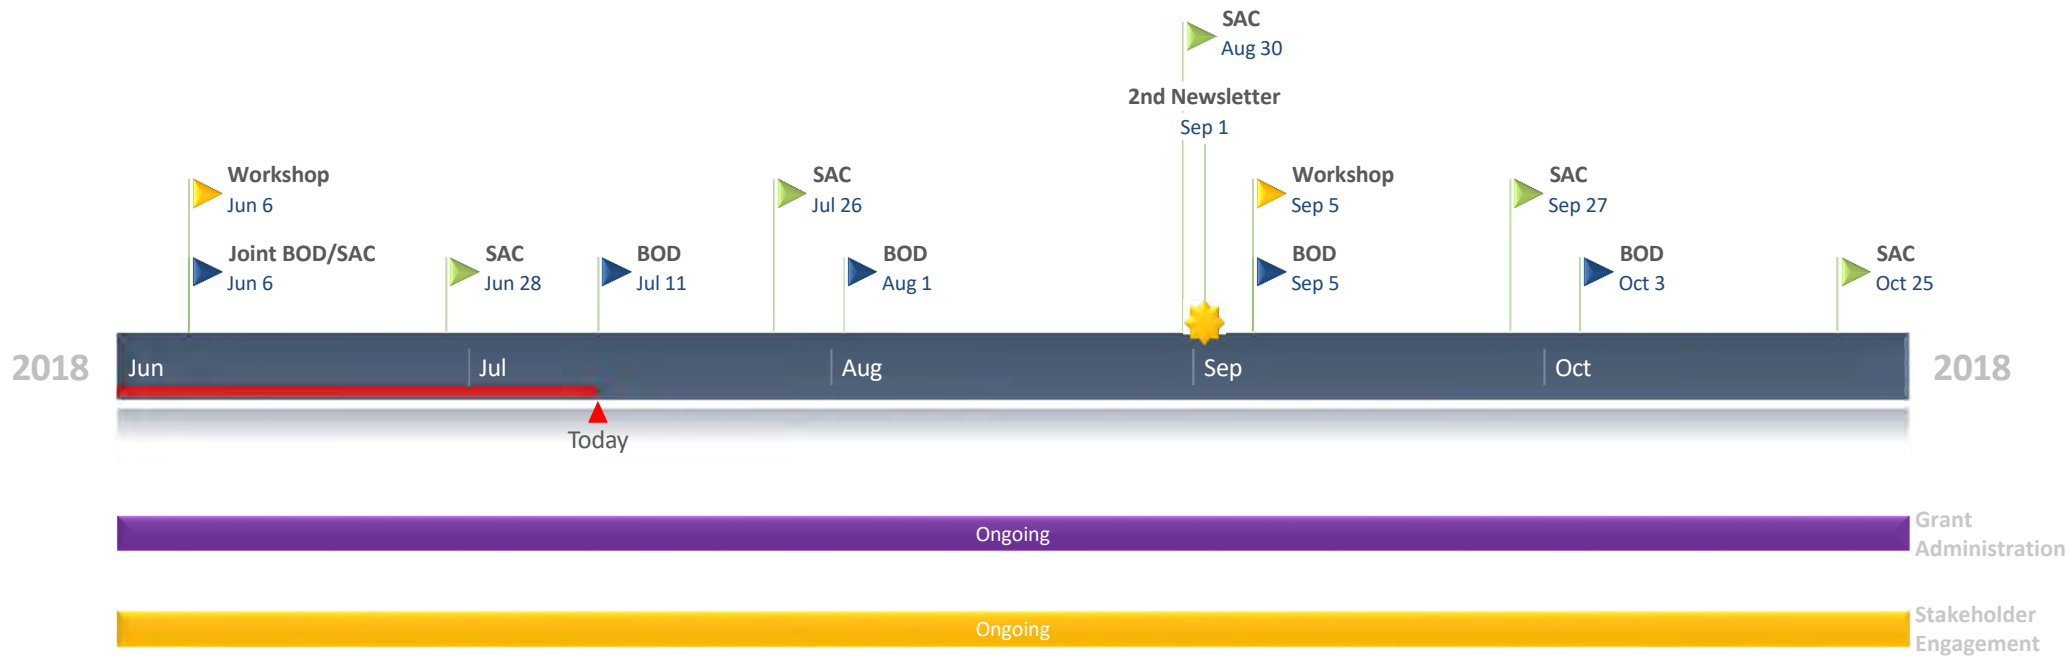 SAC
Aug 30
2nd Newsletter
Sep 1
Workshop
Jun 6
SAC
Jul 26
Workshop
Sep 5
SAC
Sep 27
Joint BOD/SAC
Jun 6
SAC
Jun 28
BOD
Jul 11
BOD
Aug 1
BOD
Sep 5
BOD
Oct 3
SAC
Oct 25
2018
Jun
Jul
Aug
Sep
Oct
2018
Today
Ongoing
Grant
Administration
Ongoing
Stakeholder
Engagement